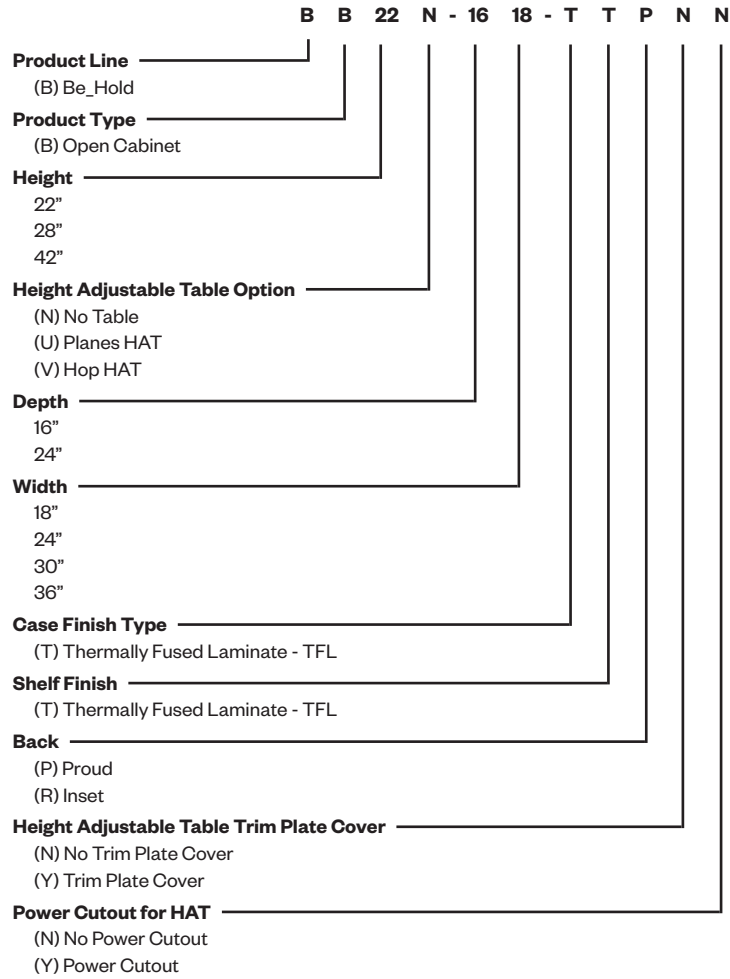 B B 22 N - 16 18 - T T P N N
Product Line
(B) Be_Hold
Product Type
(B) Open Cabinet
Height
22”
28”
42”
Height Adjustable Table Option
(N) No Table
(U) Planes HAT
(V) Hop HAT
Depth
16”
24”
Width
18”
24”
30”
36”
Case Finish Type
(T) Thermally Fused Laminate - TFL
Shelf Finish
(T) Thermally Fused Laminate - TFL
Back
(P) Proud
(R) Inset
Height Adjustable Table Trim Plate Cover
(N) No Trim Plate Cover
(Y) Trim Plate Cover
Power Cutout for HAT
(N) No Power Cutout
(Y) Power Cutout